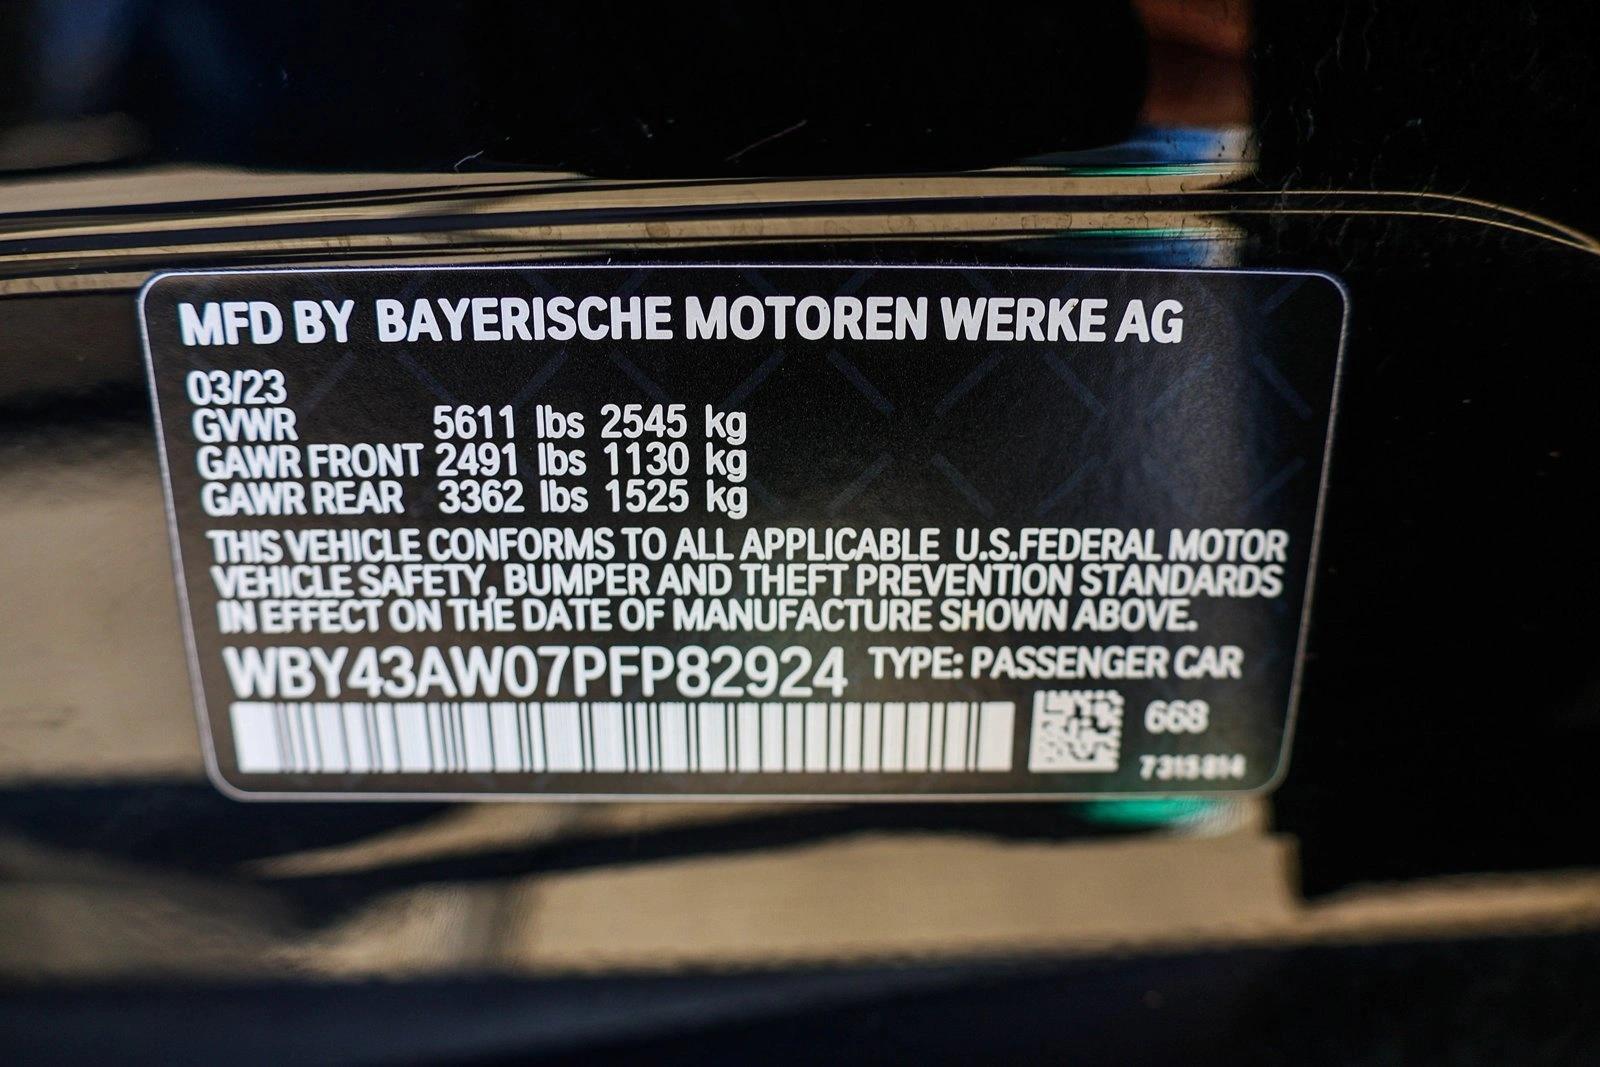 MFD BY BAYERISCHE MOTOREN WERKE AG
03/23
GVWR 5611 lbs 2545 kg
GAWR FRONT 2491 lbs 1130 kg
GAWR REAR 3362 lbs 1525 kg
THIS VEHICLE CONFORMS TO ALL APPLICABLE U.S.FEDERAL MOTOR
VEHICLE SAFETY, BUMPER AND THEFT PREVENTION STANDARDS
IN EFFECT ON THE DATE OF MANUFACTURE SHOWN ABOVE.
WBY43AW07PFP82924 TYPE: PASSENGER CAR
668
7315814